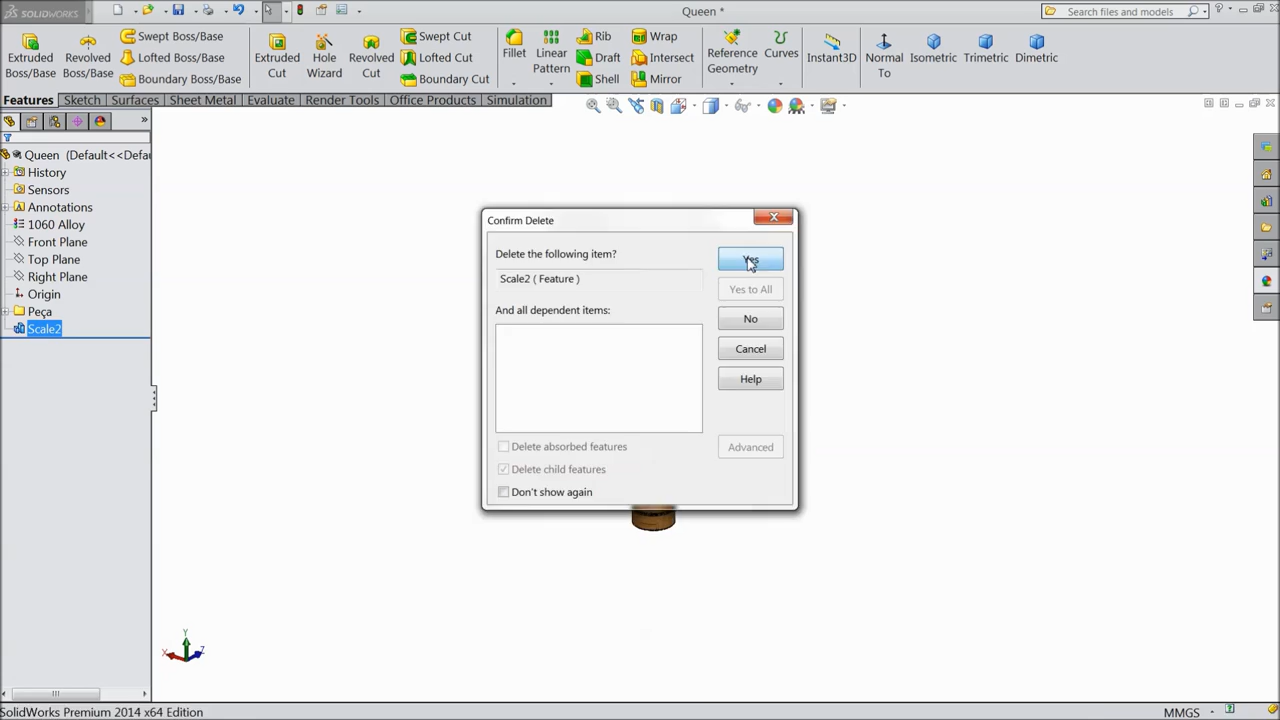 SOLIDWORKS
Queen *
Search files and models
Extruded Boss/Base
Revolved Boss/Base
Swept Boss/Base
Lofted Boss/Base
Boundary Boss/Base
Extruded Cut
Hole Wizard
Revolved Cut
Swept Cut
Lofted Cut
Boundary Cut
Fillet
Linear Pattern
Rib
Draft
Shell
Wrap
Intersect
Mirror
Reference Geometry
Curves
Instant3D
Normal To
Isometric
Trimetric
Dimetric
Features Sketch Surfaces Sheet Metal Evaluate Render Tools Office Products Simulation
Queen (Default<<Defau
History
Sensors
Annotations
1060 Alloy
Front Plane
Top Plane
Right Plane
Origin
Peça
Scale2
Confirm Delete
Delete the following item?
Scale2 ( Feature )
And all dependent items:
Yes
Yes to All
No
Cancel
Help
Advanced
Delete absorbed features
Delete child features
Don't show again
Y
X
Z
SolidWorks Premium 2014 x64 Edition
MMGS